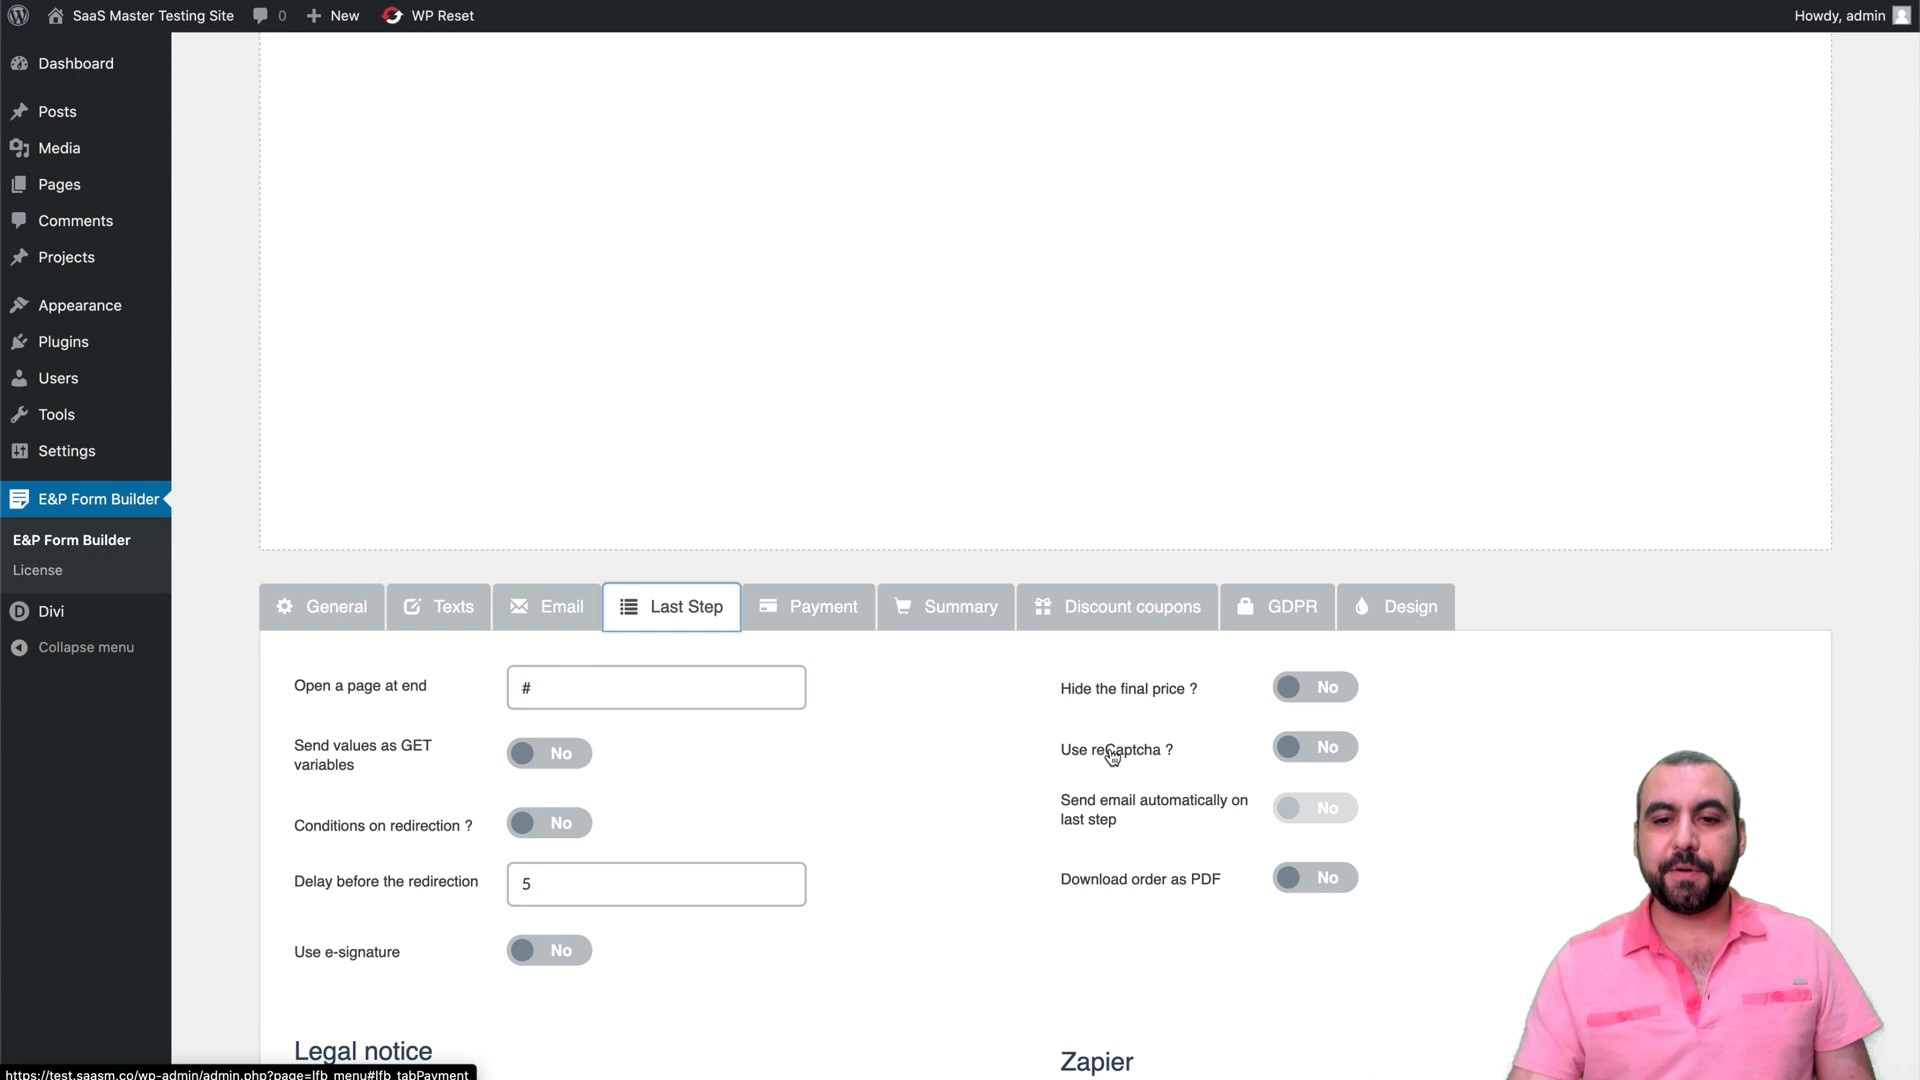 SaaS Master Testing Site 0 New WP Reset Howdy, admin
Dashboard
Posts
Media
Pages
Comments
Projects
Appearance
Plugins
Users
Tools
Settings
E&P Form Builder
E&P Form Builder
License
Divi
Collapse menu
General Texts Email Last Step Payment Summary Discount coupons GDPR Design
Open a page at end #
Send values as GET
variables No
Conditions on redirection ? No
Delay before the redirection 5
Use e-signature No
Legal notice
Hide the final price ? No
Use reCaptcha ? No
Send email automatically on
last step No
Download order as PDF No
Zapier
https://test.saasm.co/wp-admin/admin.php?page=lfb_menu#lfb_tabPayment